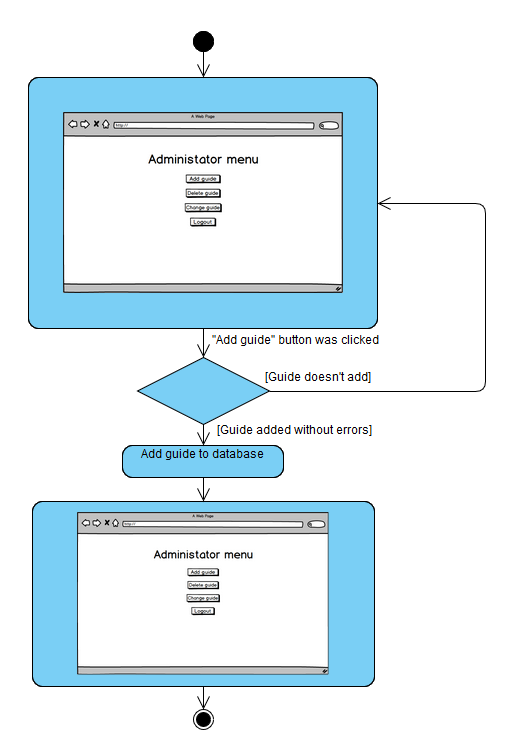 A Web Page
http://
Administator menu
Add guide
Delete guide
Change guide
Logout
"Add guide" button was clicked
[Guide doesn't add]
[Guide added without errors]
Add guide to database
A Web Page
http://
Administator menu
Add guide
Delete guide
Change guide
Logout